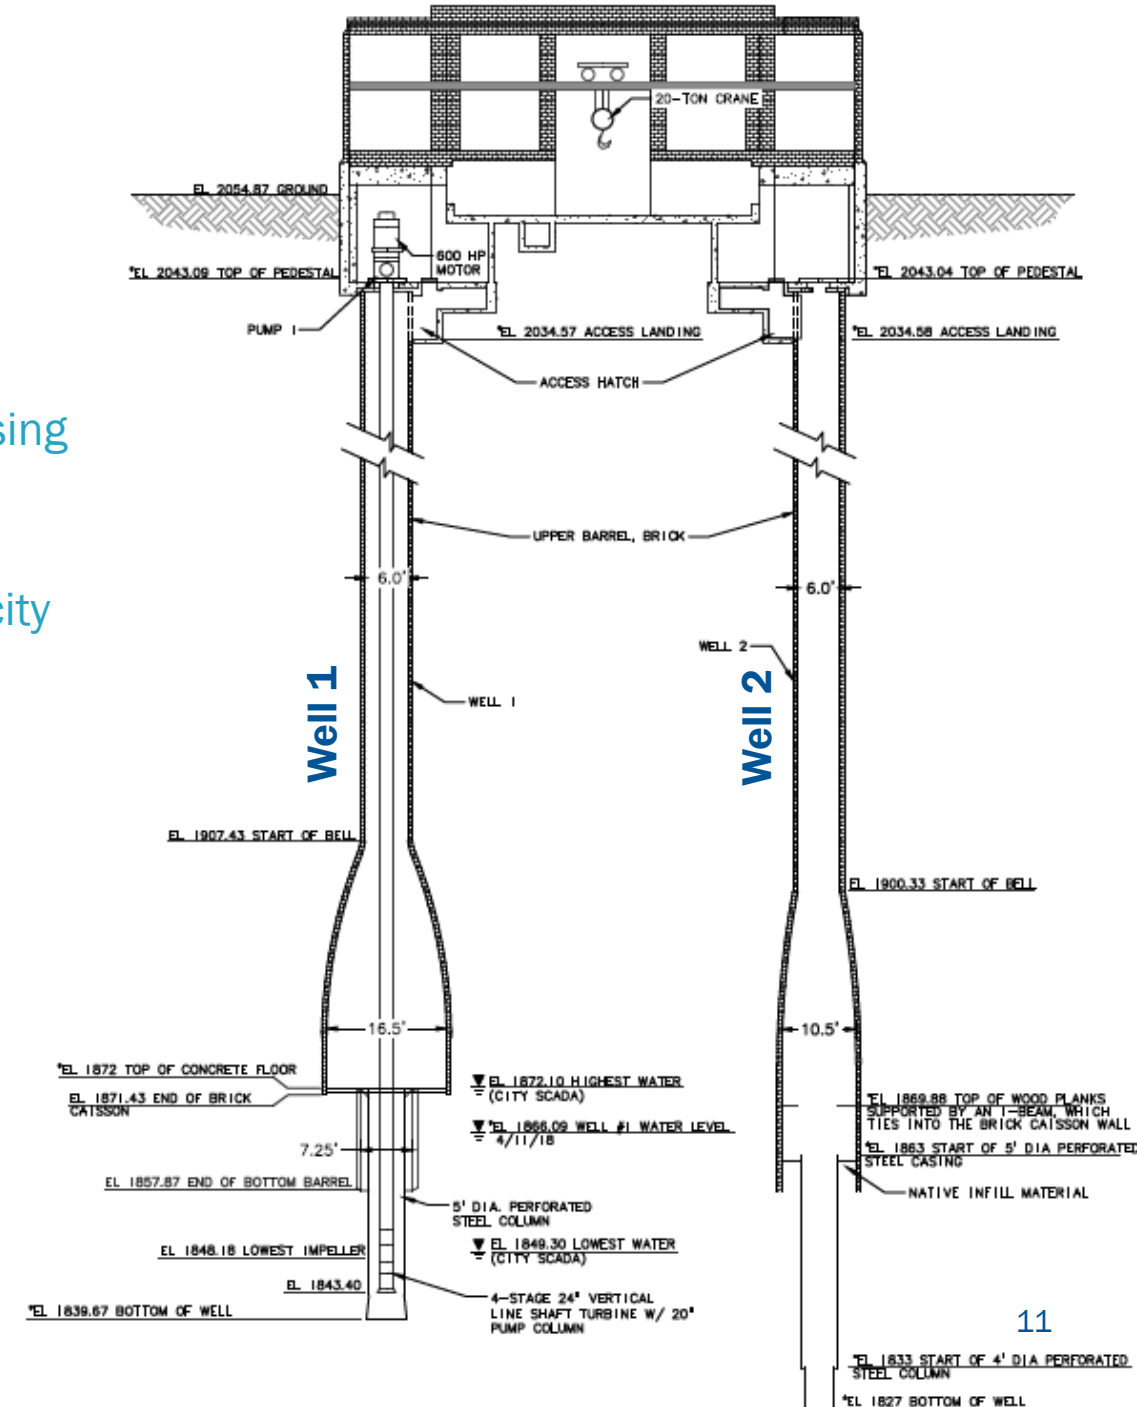 20-TON CRANE
EL 2054.87 GROUND
600 HP
MOTOR
*EL 2043.09 TOP OF PEDESTAL
*EL 2043.04 TOP OF PEDESTAL
PUMP 1
*EL 2034.57 ACCESS LANDING
*EL 2034.58 ACCESS LANDING
ACCESS HATCH
sing
UPPER BARREL, BRICK
6.0'
6.0'
city
WELL 2
Well 1
Well 2
WELL 1
EL 1907.43 START OF BELL
EL 1900.33 START OF BELL
16.5'
10.5'
*EL 1872 TOP OF CONCRETE FLOOR
EL 1871.43 END OF BRICK
CAISSON
EL 1872.10 HIGHEST WATER
(CITY SCADA)
*EL 1869.88 TOP OF WOOD PLANKS
SUPPORTED BY AN I-BEAM, WHICH
TIES INTO THE BRICK CAISSON WALL
*EL 1866.09 WELL #1 WATER LEVEL
4/11/18
7.25'
*EL 1863 START OF 5' DIA PERFORATED
STEEL CASING
EL 1857.87 END OF BOTTOM BARREL
NATIVE INFILL MATERIAL
5' DIA. PERFORATED
STEEL COLUMN
EL 1848.18 LOWEST IMPELLER
EL 1849.30 LOWEST WATER
(CITY SCADA)
EL 1843.40
4-STAGE 24" VERTICAL
LINE SHAFT TURBINE W/ 20"
PUMP COLUMN
*EL 1839.67 BOTTOM OF WELL
11
*EL 1833 START OF 4' DIA PERFORATED
STEEL COLUMN
*EL 1827 BOTTOM OF WELL